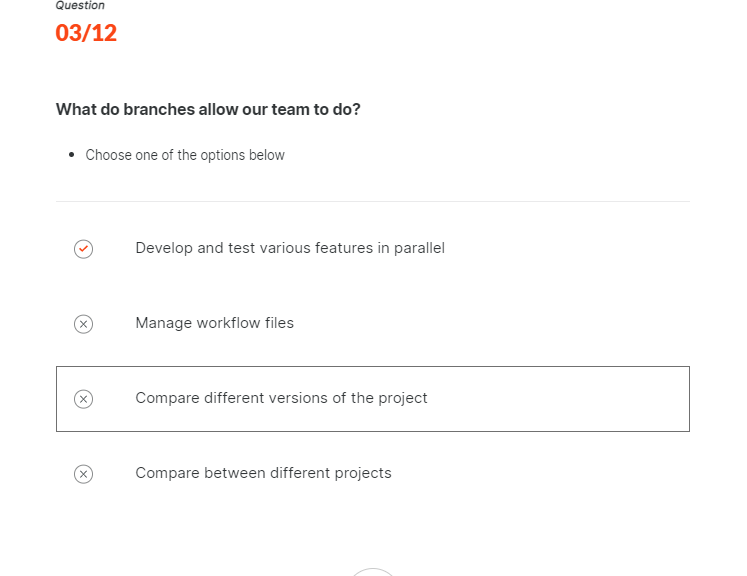 Question
03/12
What do branches allow our team to do?
Choose one of the options below
Develop and test various features in parallel
Manage workflow files
Compare different versions of the project
Compare between different projects